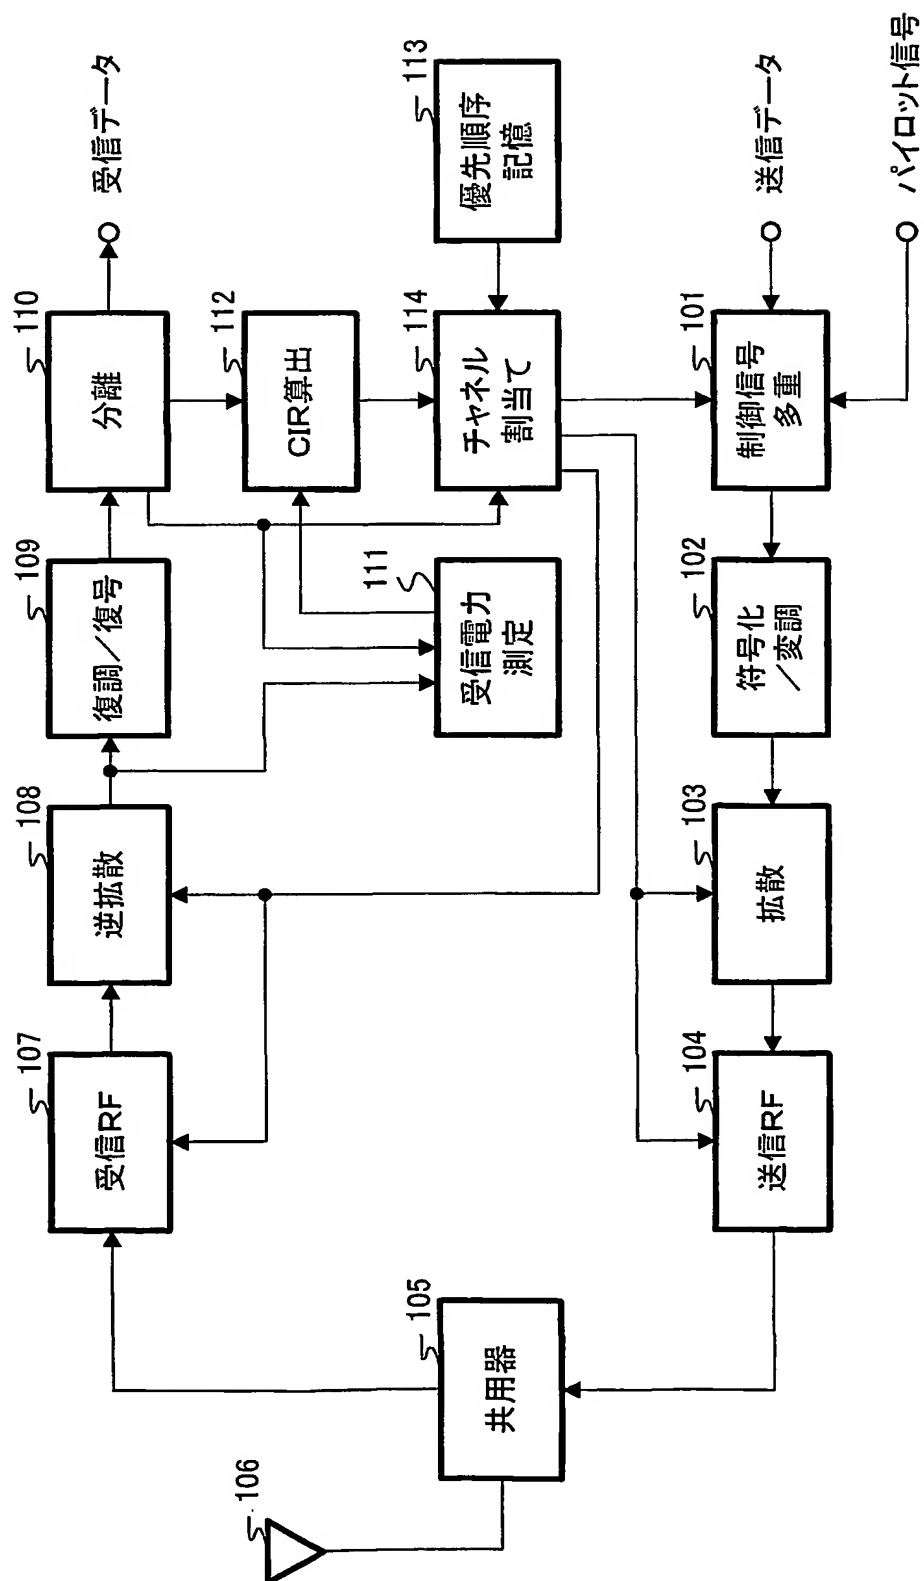 106
共用器
105
受信RF
107
逆拡散
108
復調／復号
109
分離
110
受信データ
受信電力
測定
111
CIR算出
112
チャネル
割当て
114
優先順序
記憶
113
送信RF
104
拡散
103
符号化
／変調
102
制御信号
多重
101
送信データ
パイロット信号